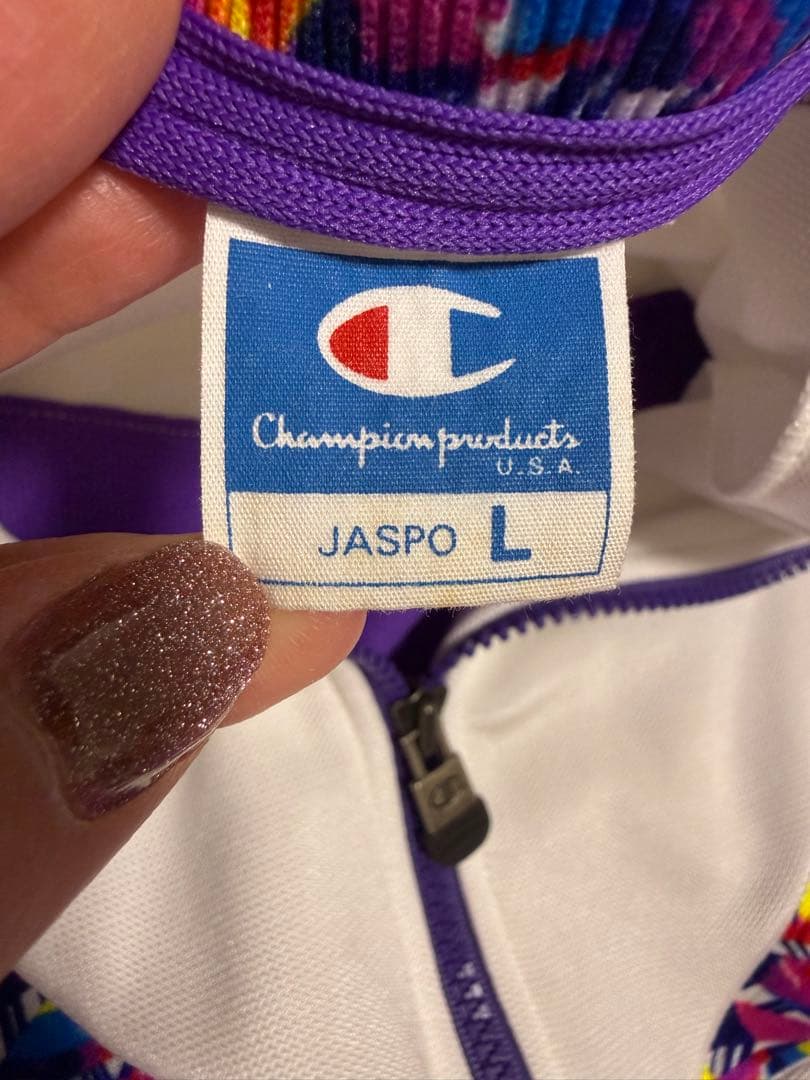 Champion products
U.S.A.
JASPO L